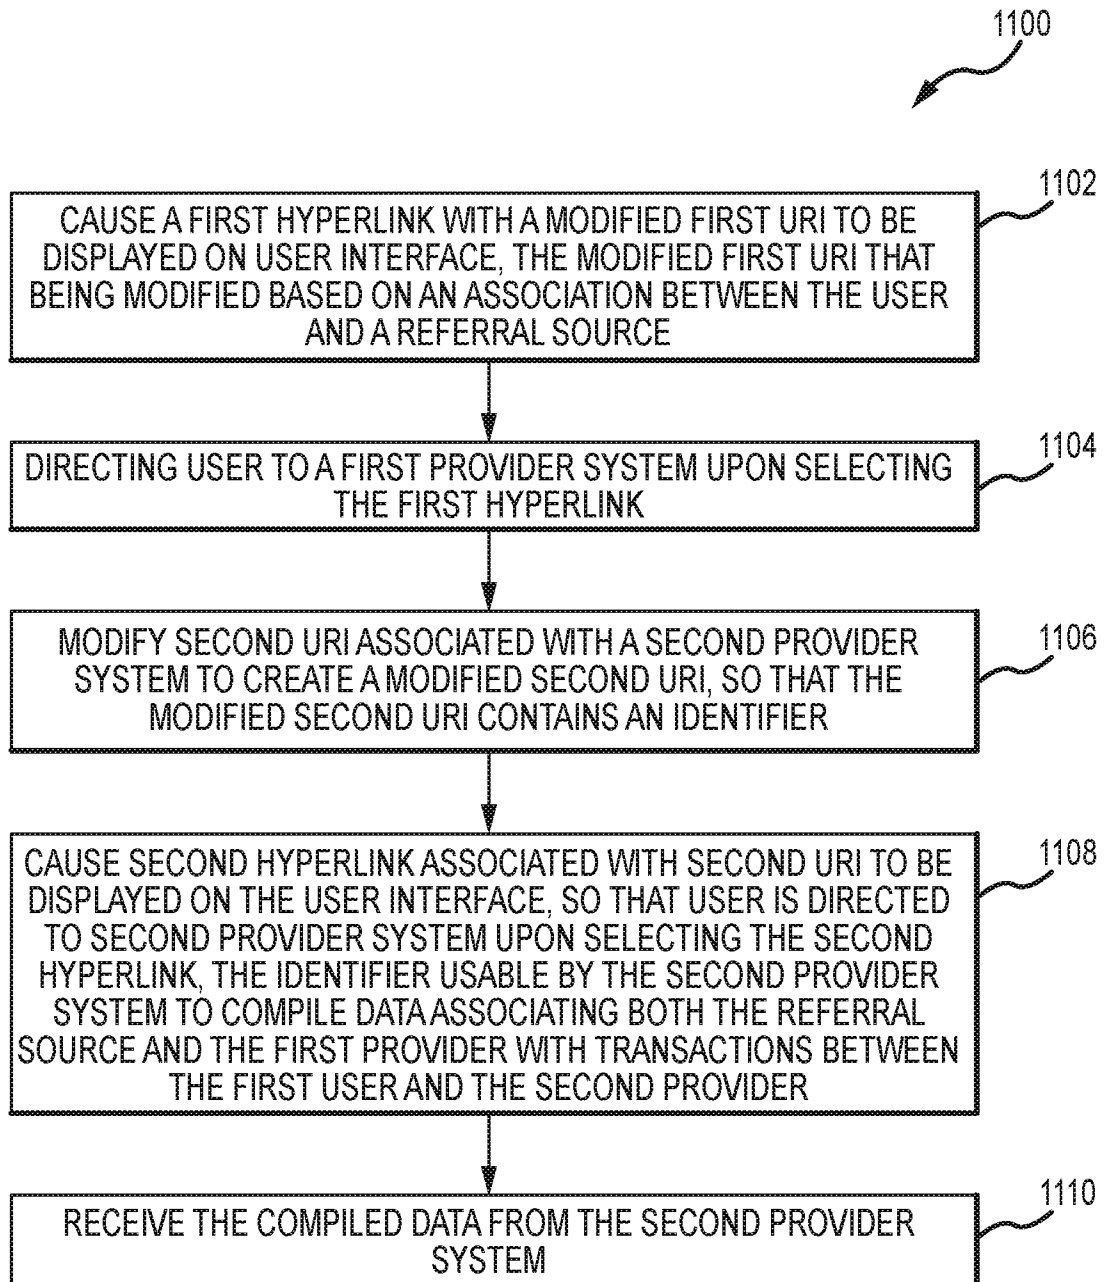 1100
1102
CAUSE A FIRST HYPERLINK WITH A MODIFIED FIRST URI TO BE
DISPLAYED ON USER INTERFACE, THE MODIFIED FIRST URI THAT
BEING MODIFIED BASED ON AN ASSOCIATION BETWEEN THE USER
AND A REFERRAL SOURCE
1104
DIRECTING USER TO A FIRST PROVIDER SYSTEM UPON SELECTING
THE FIRST HYPERLINK
1106
MODIFY SECOND URI ASSOCIATED WITH A SECOND PROVIDER
SYSTEM TO CREATE A MODIFIED SECOND URI, SO THAT THE
MODIFIED SECOND URI CONTAINS AN IDENTIFIER
1108
CAUSE SECOND HYPERLINK ASSOCIATED WITH SECOND URI TO BE
DISPLAYED ON THE USER INTERFACE, SO THAT USER IS DIRECTED
TO SECOND PROVIDER SYSTEM UPON SELECTING THE SECOND
HYPERLINK, THE IDENTIFIER USABLE BY THE SECOND PROVIDER
SYSTEM TO COMPILE DATA ASSOCIATING BOTH THE REFERRAL
SOURCE AND THE FIRST PROVIDER WITH TRANSACTIONS BETWEEN
THE FIRST USER AND THE SECOND PROVIDER
1110
RECEIVE THE COMPILED DATA FROM THE SECOND PROVIDER
SYSTEM